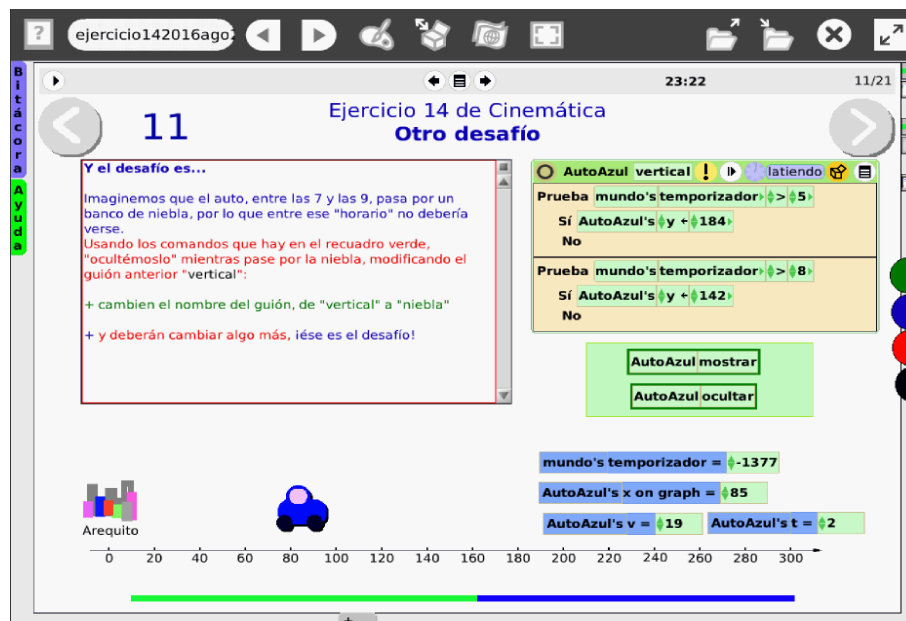 ?
ejercicio142016ago2
Bitácora
Ayuda
23:22
11/21
11
Ejercicio 14 de Cinemática
Otro desafío
Y el desafío es...
Imaginemos que el auto, entre las 7 y las 9, pasa por un
banco de niebla, por lo que entre ese "horario" no debería
verse.
Usando los comandos que hay en el recuadro verde,
"ocultémoslo" mientras pase por la niebla, modificando el
guión anterior "vertical":
+ cambien el nombre del guión, de "vertical" a "niebla"
+ y deberán cambiar algo más, ¡ése es el desafío!
AutoAzul vertical ! latiendo
Prueba mundo's temporizador > 5
Sí AutoAzul's y ← 184
No
Prueba mundo's temporizador > 8
Sí AutoAzul's y ← 142
No
AutoAzul mostrar
AutoAzul ocultar
mundo's temporizador = -1377
AutoAzul's x on graph = 85
AutoAzul's v = 19 AutoAzul's t = 2
Arequito
0 20 40 60 80 100 120 140 160 180 200 220 240 260 280 300